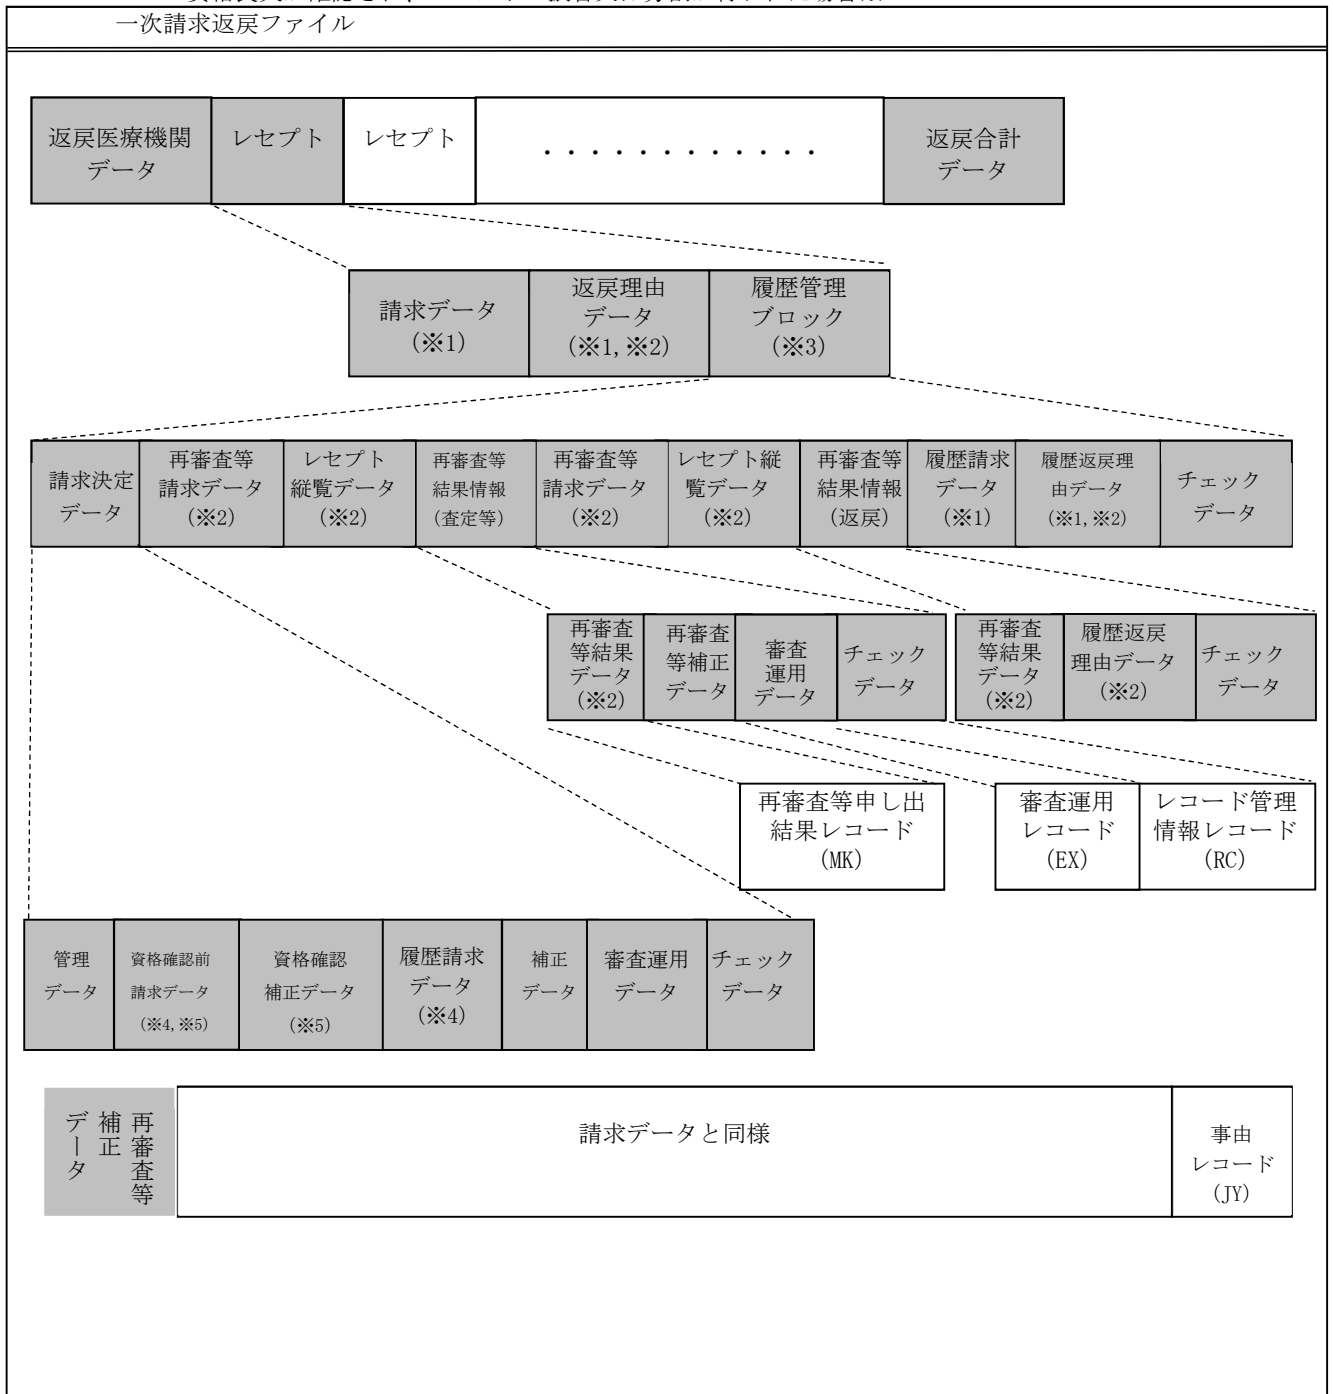 一次請求返戻ファイル
返戻医療機関
データ
レセプト
レセプト
・・・・・・・・・・・・
返戻合計
データ
請求データ
(※1)
返戻理由
データ
(※1,※2)
履歴管理
ブロック
(※3)
請求決定
データ
再審査等
請求データ
(※2)
レセプト
縦覧データ
(※2)
再審査等
結果情報
(査定等)
再審査等
請求データ
(※2)
レセプト縦
覧データ
(※2)
再審査等
結果情報
(返戻)
履歴請求
データ
(※1)
履歴返戻理
由データ
(※1,※2)
チェック
データ
再審査
等結果
データ
(※2)
再審査
等補正
データ
審査
運用
データ
チェック
データ
再審査
等結果
データ
(※2)
履歴返戻
理由データ
(※2)
チェック
データ
再審査等申し出
結果レコード
(MK)
審査運用
レコード
(EX)
レコード管理
情報レコード
(RC)
管理
データ
資格確認前
請求データ
(※4,※5)
資格確認
補正データ
(※5)
履歴請求
データ
(※4)
補正
データ
審査運用
データ
チェック
データ
再審査等
補正
データ
請求データと同様
事由
レコード
(JY)